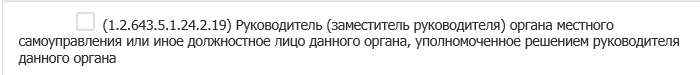 (1.2.643.5.1.24.2.19) Руководитель (заместитель руководителя) органа местного
самоуправления или иное должностное лицо данного органа, уполномоченное решением руководителя
данного органа